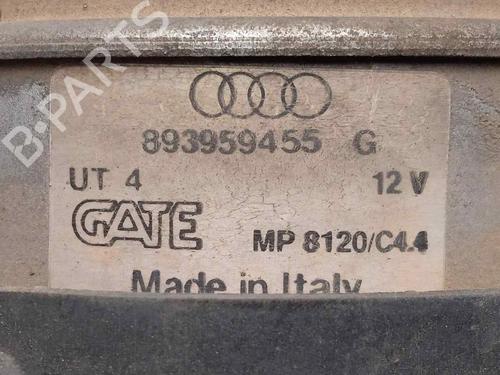 B-PARTS
893959455 G
UT 4 12 V
GATE MP 8120/C4.4
Made in Italy